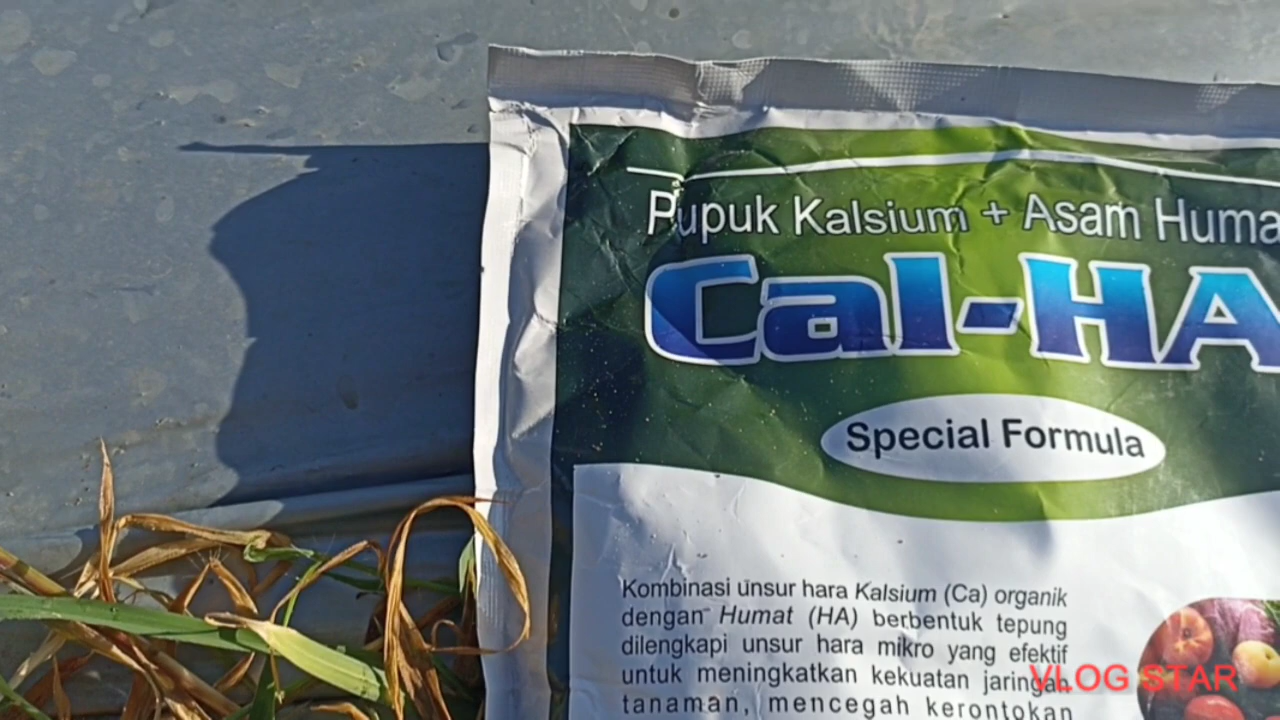 Pupuk Kalsium + Asam Huma
Cal-HA
Special Formula
Kombinasi unsur hara Kalsium (Ca) organik
dengan Humat (HA) berbentuk tepung
dilengkapi unsur hara mikro yang efektif
untuk meningkatkan kekuatan jaringan
tanaman, mencegah kerontokan
VLOG STAR